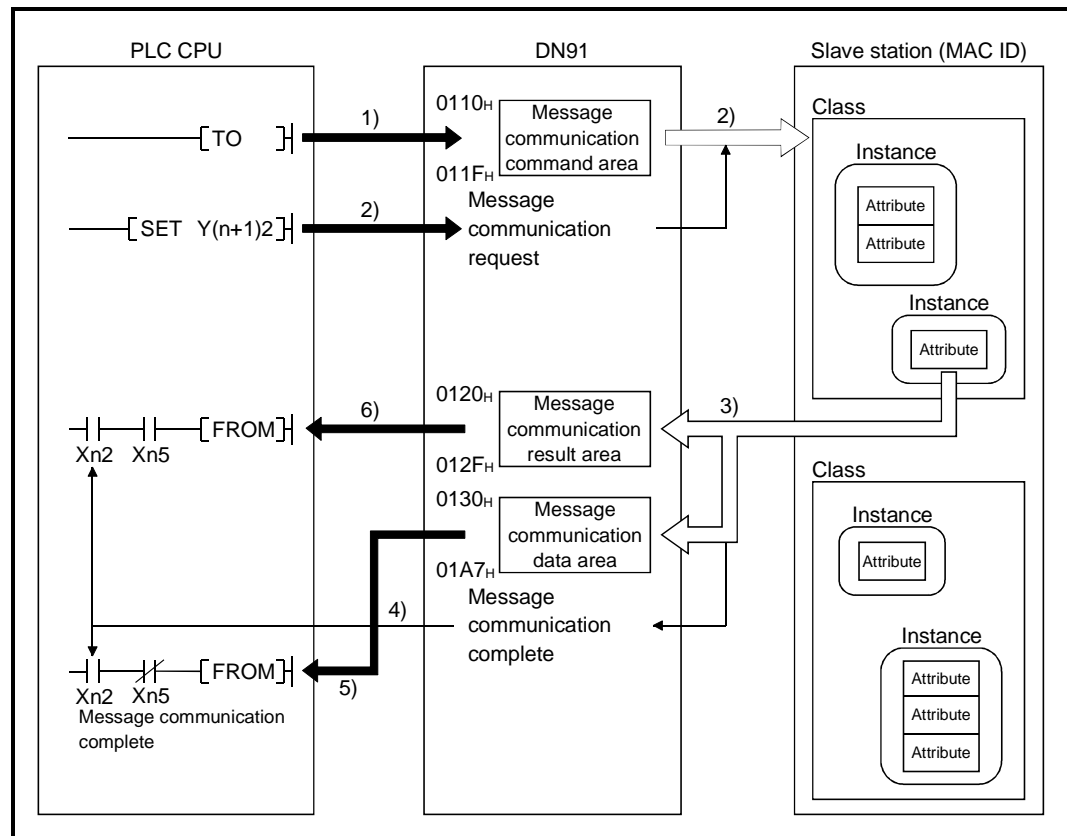 PLC CPU
DN91
Slave station (MAC ID)
TO
1)
0110H
Message
communication
command area
011FH
2)
SET Y(n+1)2
2)
Message
communication
request
Class
Instance
Attribute
Attribute
Instance
Attribute
Xn2 Xn5
FROM
6)
0120H
Message
communication
result area
012FH
3)
0130H
Message
communication
data area
01A7H
4)
Message
communication
complete
Xn2 Xn5
FROM
5)
Message communication
complete
Class
Instance
Attribute
Instance
Attribute
Attribute
Attribute